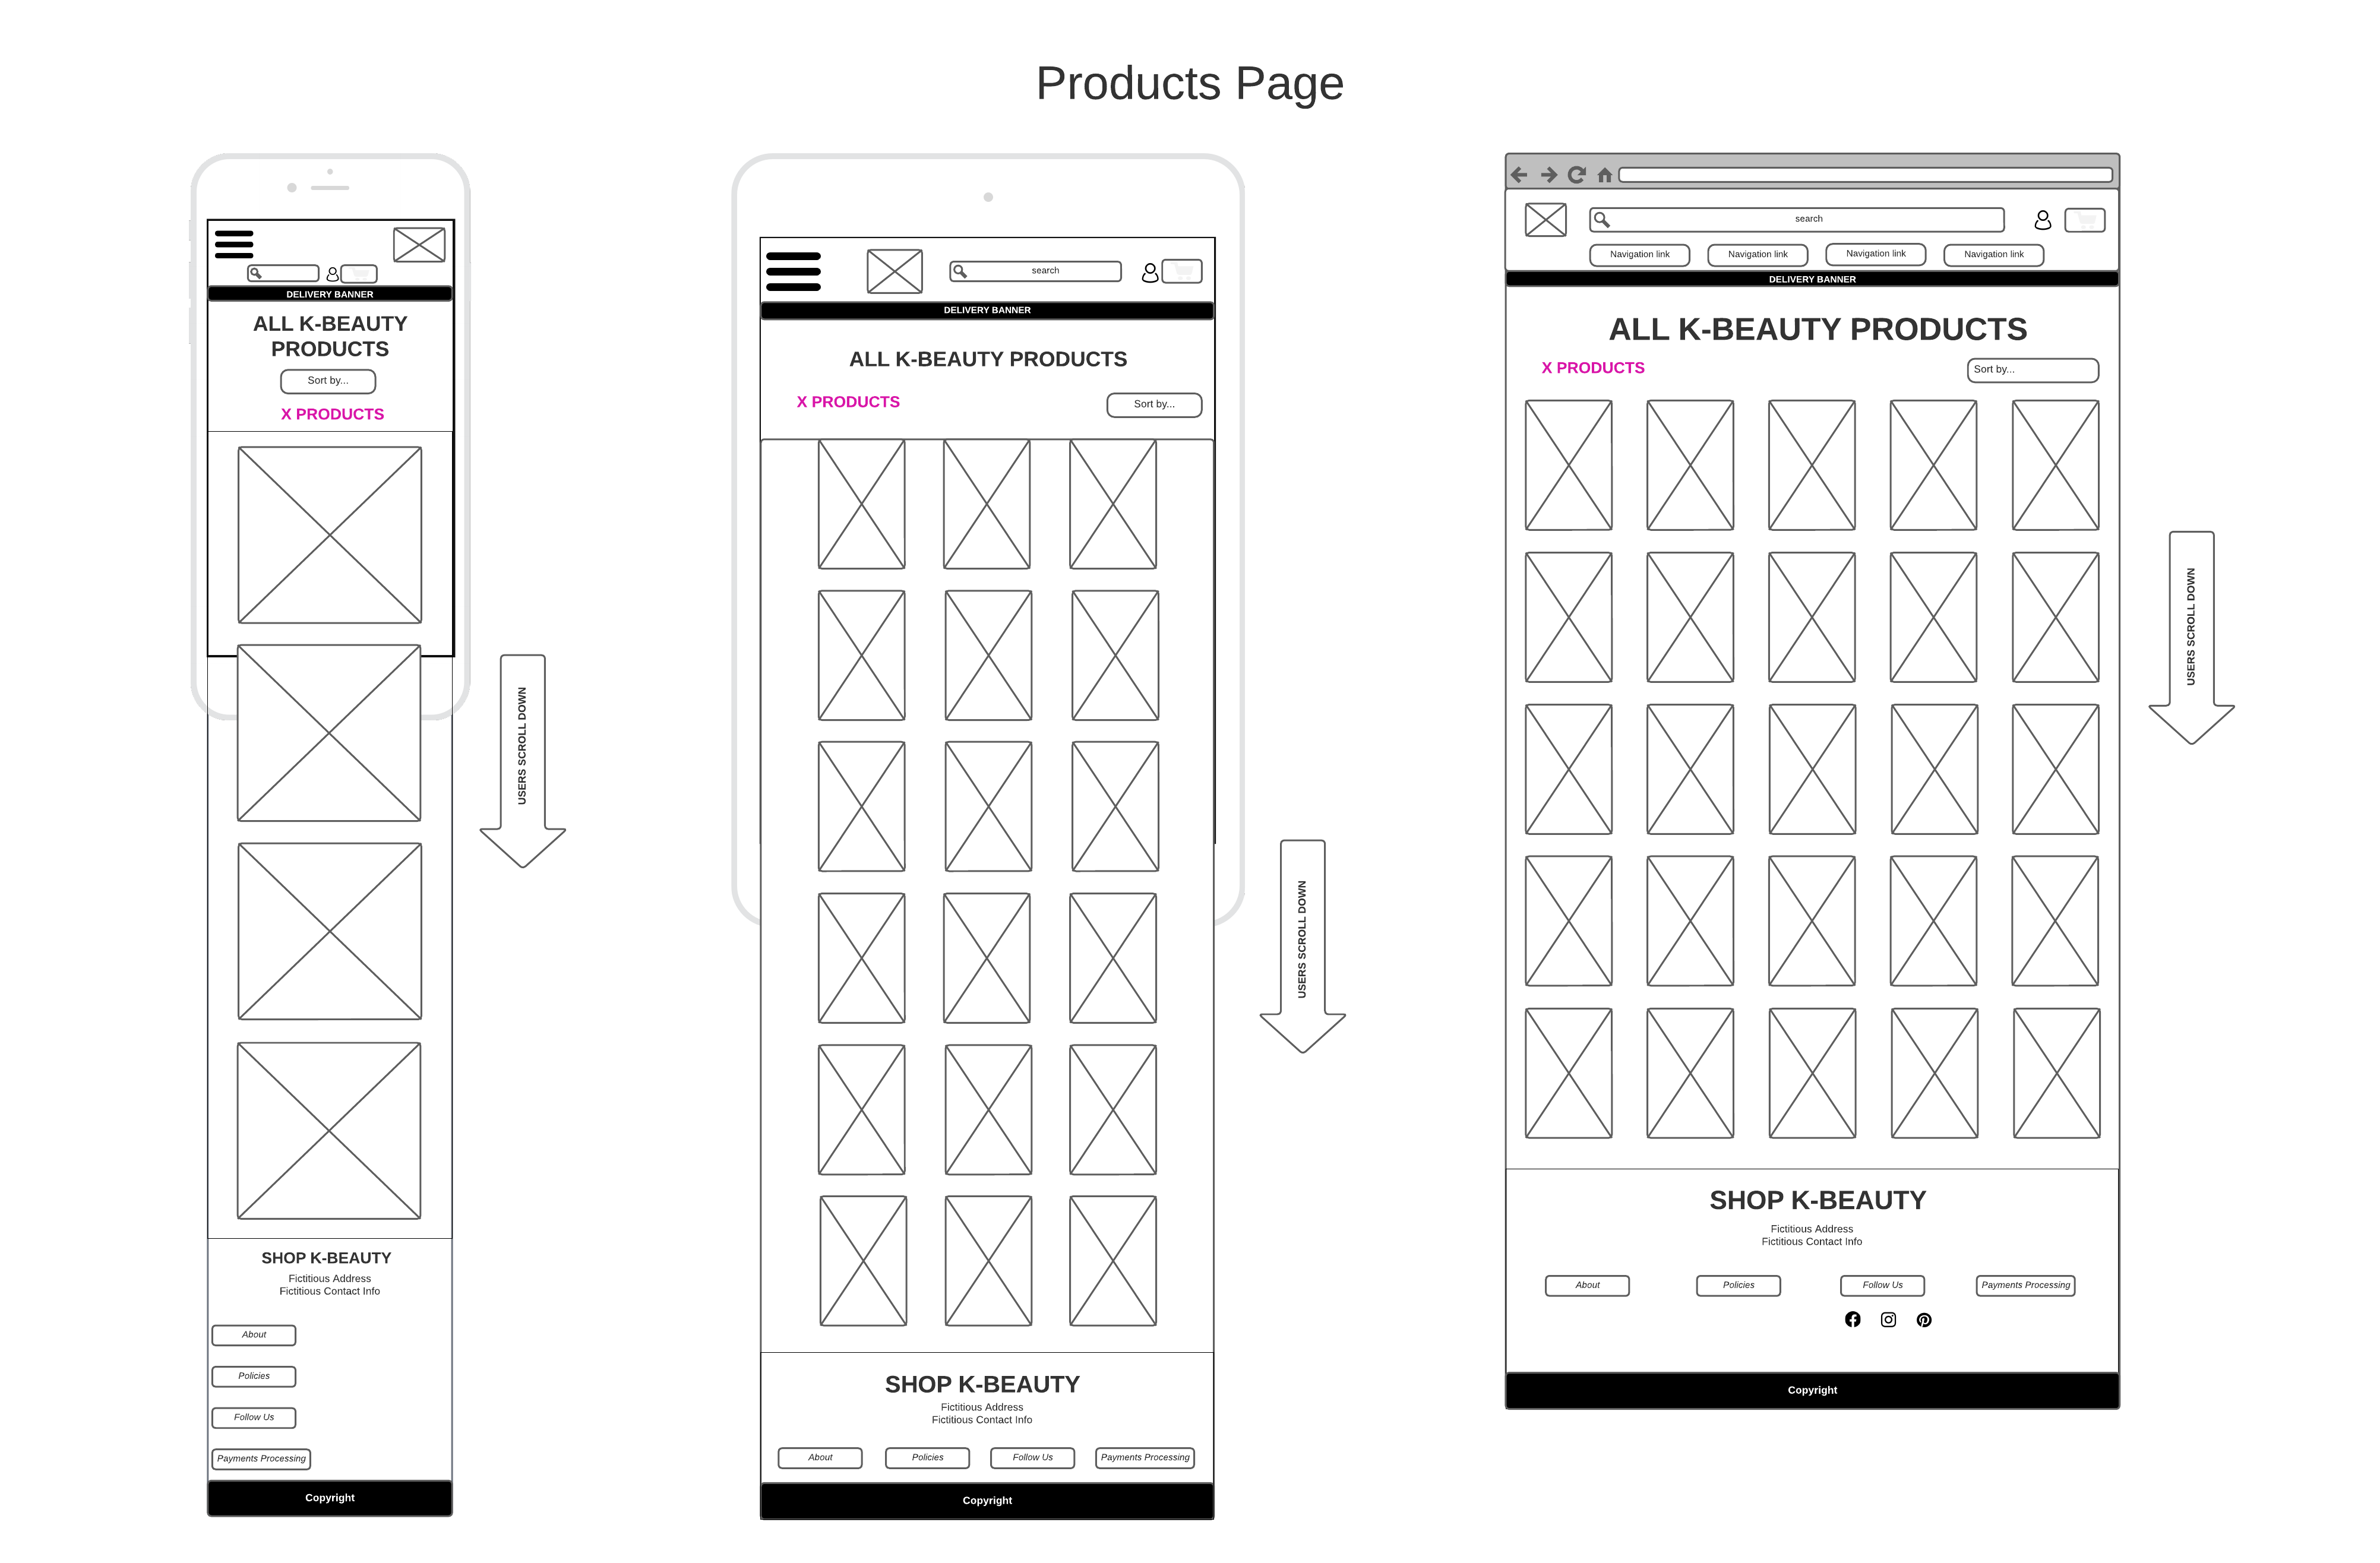 Products Page
DELIVERY BANNER
ALL K-BEAUTY
PRODUCTS
Sort by...
X PRODUCTS
USERS SCROLL DOWN
SHOP K-BEAUTY
Fictitious Address
Fictitious Contact Info
About
Policies
Follow Us
Payments Processing
Copyright
search
DELIVERY BANNER
ALL K-BEAUTY PRODUCTS
X PRODUCTS
Sort by...
USERS SCROLL DOWN
SHOP K-BEAUTY
Fictitious Address
Fictitious Contact Info
About
Policies
Follow Us
Payments Processing
Copyright
search
Navigation link
Navigation link
Navigation link
Navigation link
DELIVERY BANNER
ALL K-BEAUTY PRODUCTS
X PRODUCTS
Sort by...
USERS SCROLL DOWN
SHOP K-BEAUTY
Fictitious Address
Fictitious Contact Info
About
Policies
Follow Us
Payments Processing
Copyright